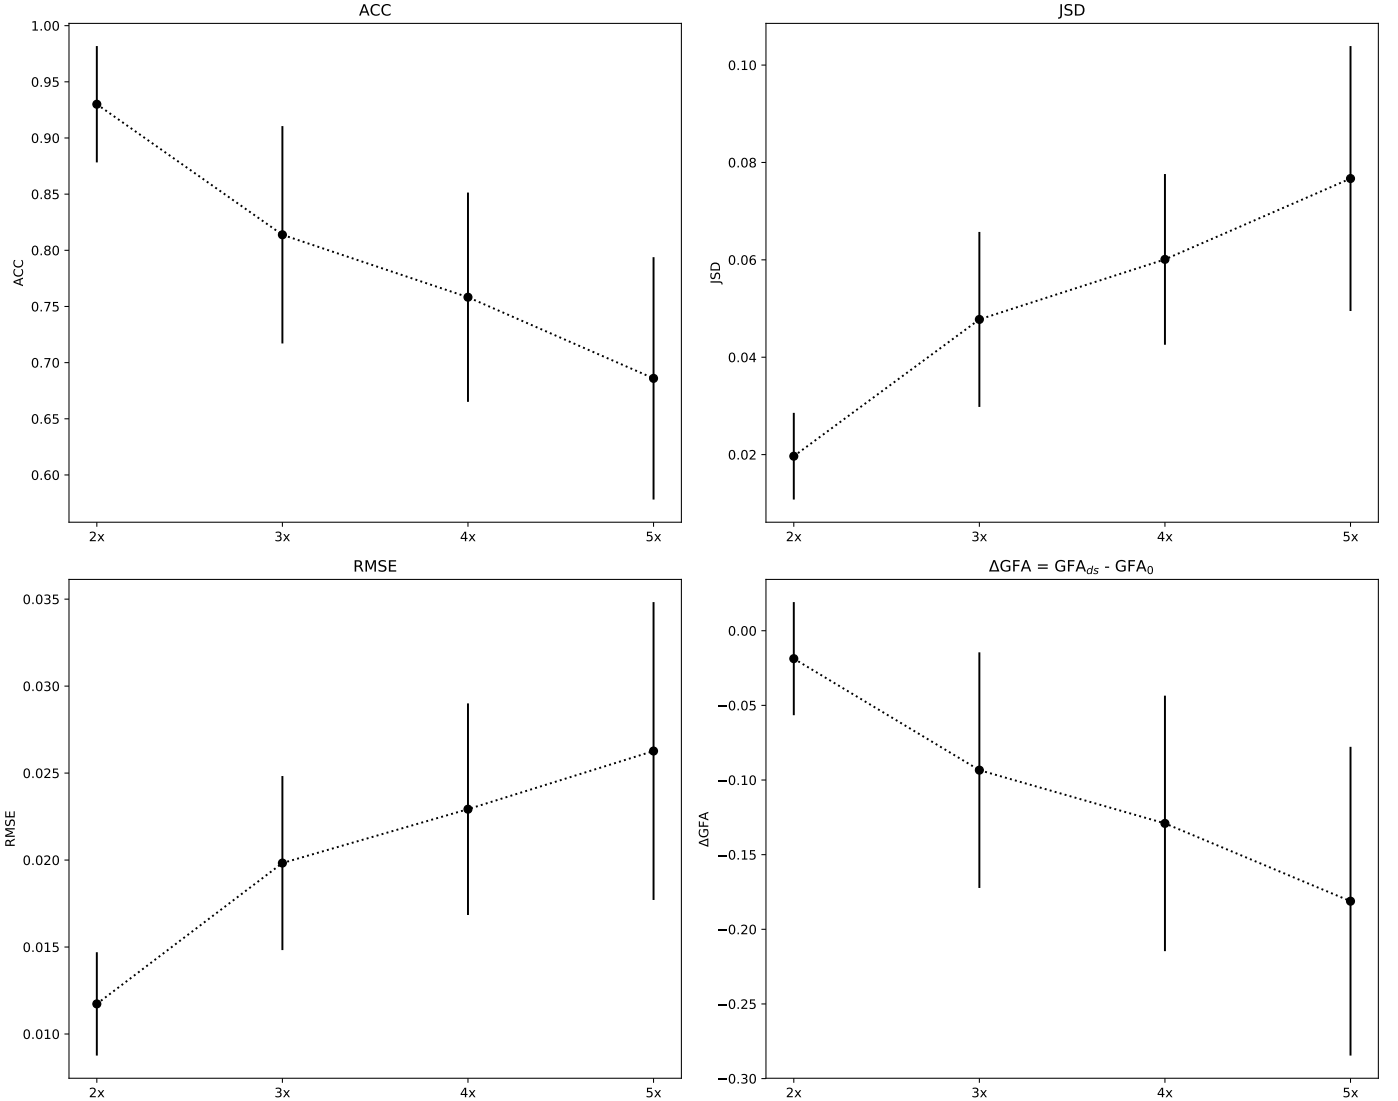 ACC
1.00
0.95
0.90
0.85
0.80
0.75
0.70
0.65
0.60
ACC
2x 3x 4x 5x
JSD
0.10
0.08
0.06
0.04
0.02
JSD
2x 3x 4x 5x
RMSE
0.035
0.030
0.025
0.020
0.015
0.010
RMSE
2x 3x 4x 5x
ΔGFA = GFA_ds - GFA_0
0.00
−0.05
−0.10
−0.15
−0.20
−0.25
−0.30
ΔGFA
2x 3x 4x 5x